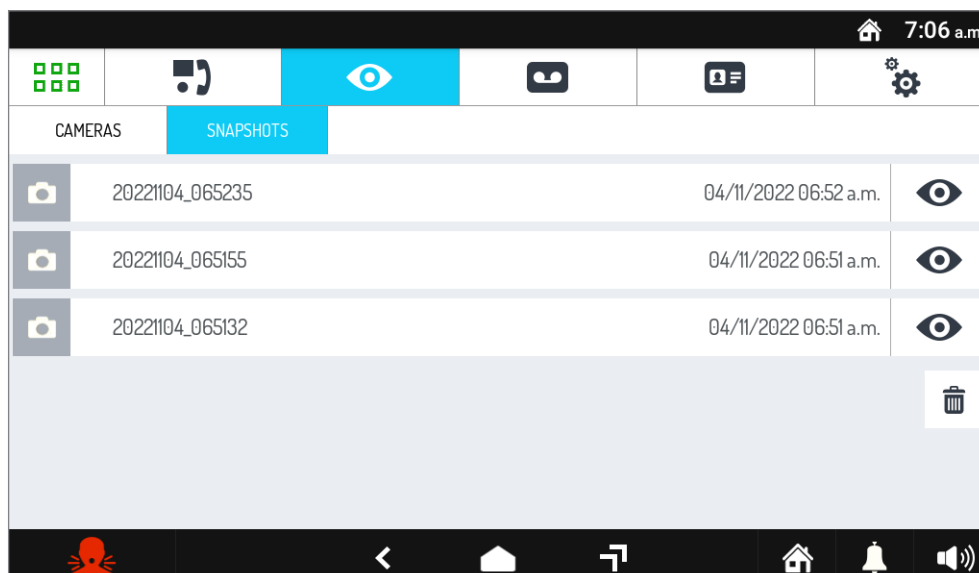 7:06 a.m
CAMERAS SNAPSHOTS
20221104_065235 04/11/2022 06:52 a.m.
20221104_065155 04/11/2022 06:51 a.m.
20221104_065132 04/11/2022 06:51 a.m.